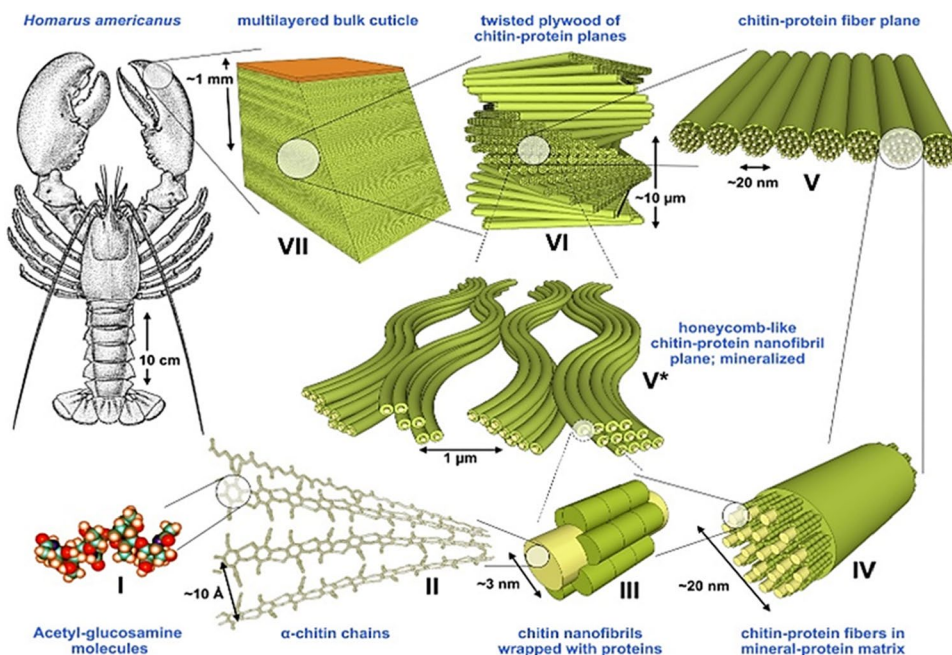 Homarus americanus
multilayered bulk cuticle
twisted plywood of
chitin-protein planes
chitin-protein fiber plane
~1 mm
VII
~10 µm
VI
~20 nm
V
10 cm
honeycomb-like
chitin-protein nanofibril
plane; mineralized
V*
1 µm
I
~10 Å
II
~3 nm
III
~20 nm
IV
Acetyl-glucosamine
molecules
α-chitin chains
chitin nanofibrils
wrapped with proteins
chitin-protein fibers in
mineral-protein matrix